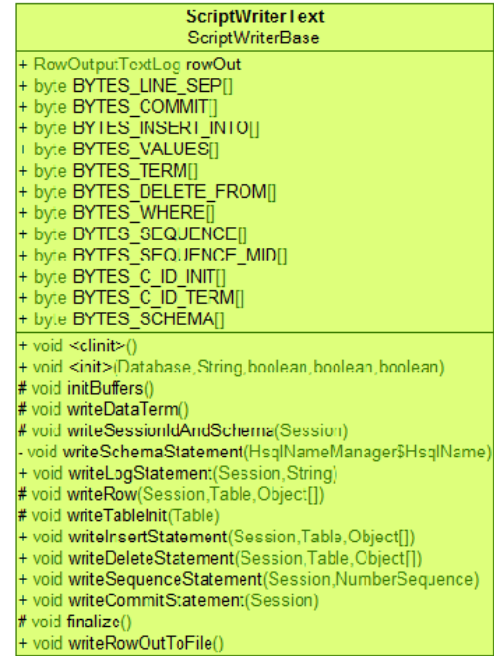 ScriptWriterText
ScriptWriterBase
+ RowOutputTextLog rowOut
+ byte BYTES_LINE_SEP[]
+ byte BYTES_COMMIT[]
+ byte BYTES_INSERT_INTO[]
+ byte BYTES_VALUES[]
+ byte BYTES_TERM[]
+ byte BYTES_DELETE_FROM[]
+ byte BYTES_WHERE[]
+ byte BYTES_SEQUENCE[]
+ byte BYTES_SEQUENCE_MID[]
+ byte BYTES_C_ID_INIT[]
+ byte BYTES_C_ID_TERM[]
+ byte BYTES_SCHEMA[]
+ void <clinit>()
+ void <init>(Database,String,boolean,boolean,boolean)
# void initBuffers()
# void writeDataTerm()
# void writeSessionIdAndSchema(Session)
- void writeSchemaStatement(HsqlNameManager$HsqlName)
+ void writeLogStatement(Session,String)
# void writeRow(Session,Table,Object[])
# void writeTableInit(Table)
+ void writeInsertStatement(Session,Table,Object[])
+ void writeDeleteStatement(Session,Table,Object[])
+ void writeSequenceStatement(Session,NumberSequence)
+ void writeCommitStatement(Session)
# void finalize()
+ void writeRowOutToFile()